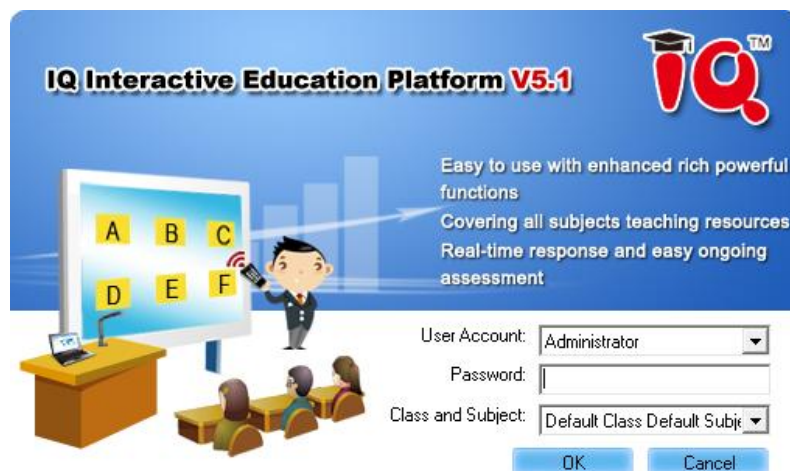 IQ Interactive Education Platform V5.1
IQ™
Easy to use with enhanced rich powerful
functions
Covering all subjects teaching resources
Real-time response and easy ongoing
assessment
A B C
D E F
User Account: Administrator
Password:
Class and Subject: Default Class Default Subje
OK Cancel